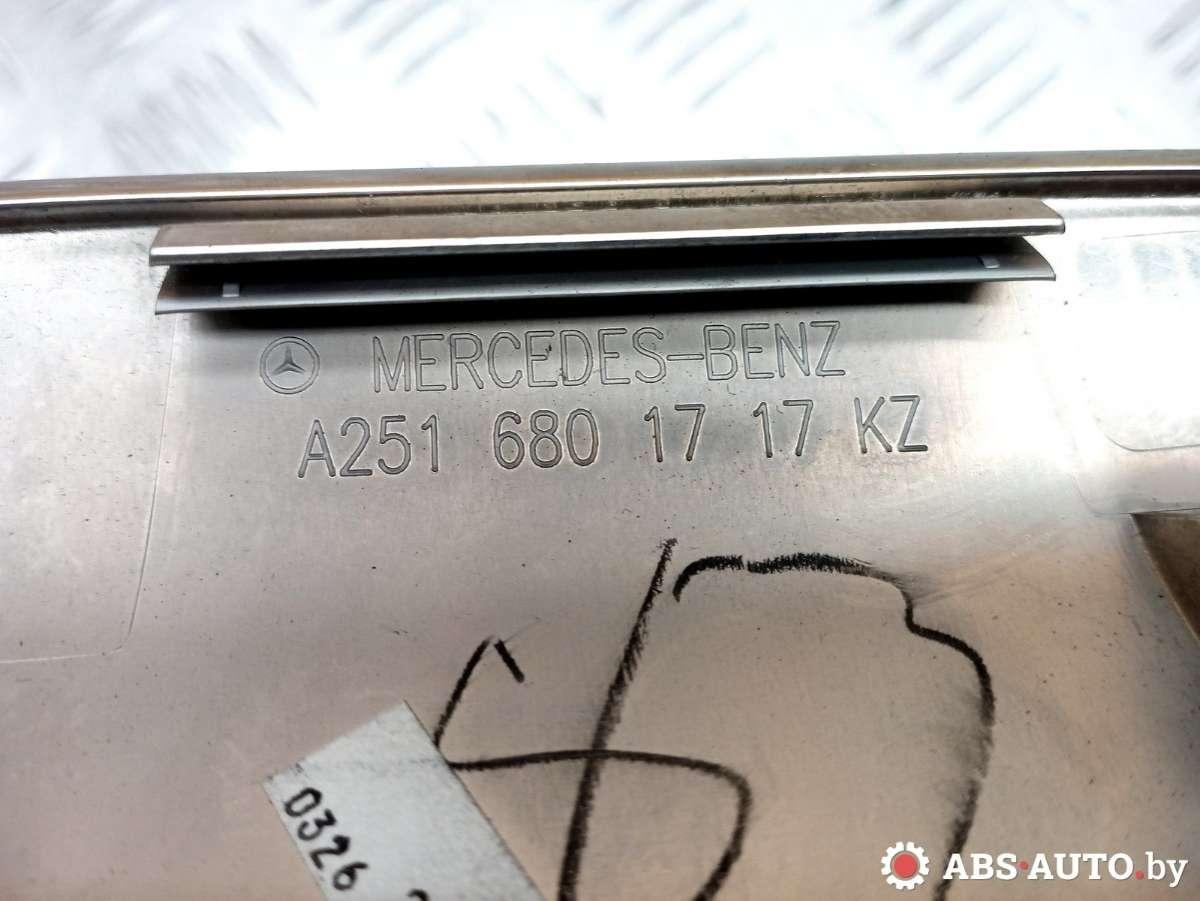 MERCEDES-BENZ
A251 680 17 17 KZ
0326
ABS-AUTO.by